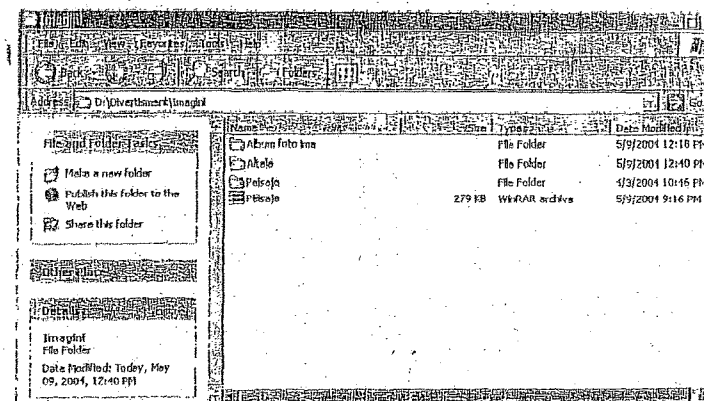 File Edit View Favorites Tools Help
Back Search Folders
Address D:\Divertisment\Imagini Go
File and Folder Tasks
Make a new folder
Publish this folder to the
Web
Share this folder
Other Places
Details
Imagini
File Folder
Date Modified: Today, May
09, 2004, 12:40 PM
Name Size Type Date Modified
Album foto
File Folder 5/9/2004 12:18 PM
Altele File Folder 5/9/2004 12:40 PM
Peisaje File Folder 4/3/2004 10:46 PM
Peisaje 279 KB WinRAR archive 5/9/2004 9:16 PM